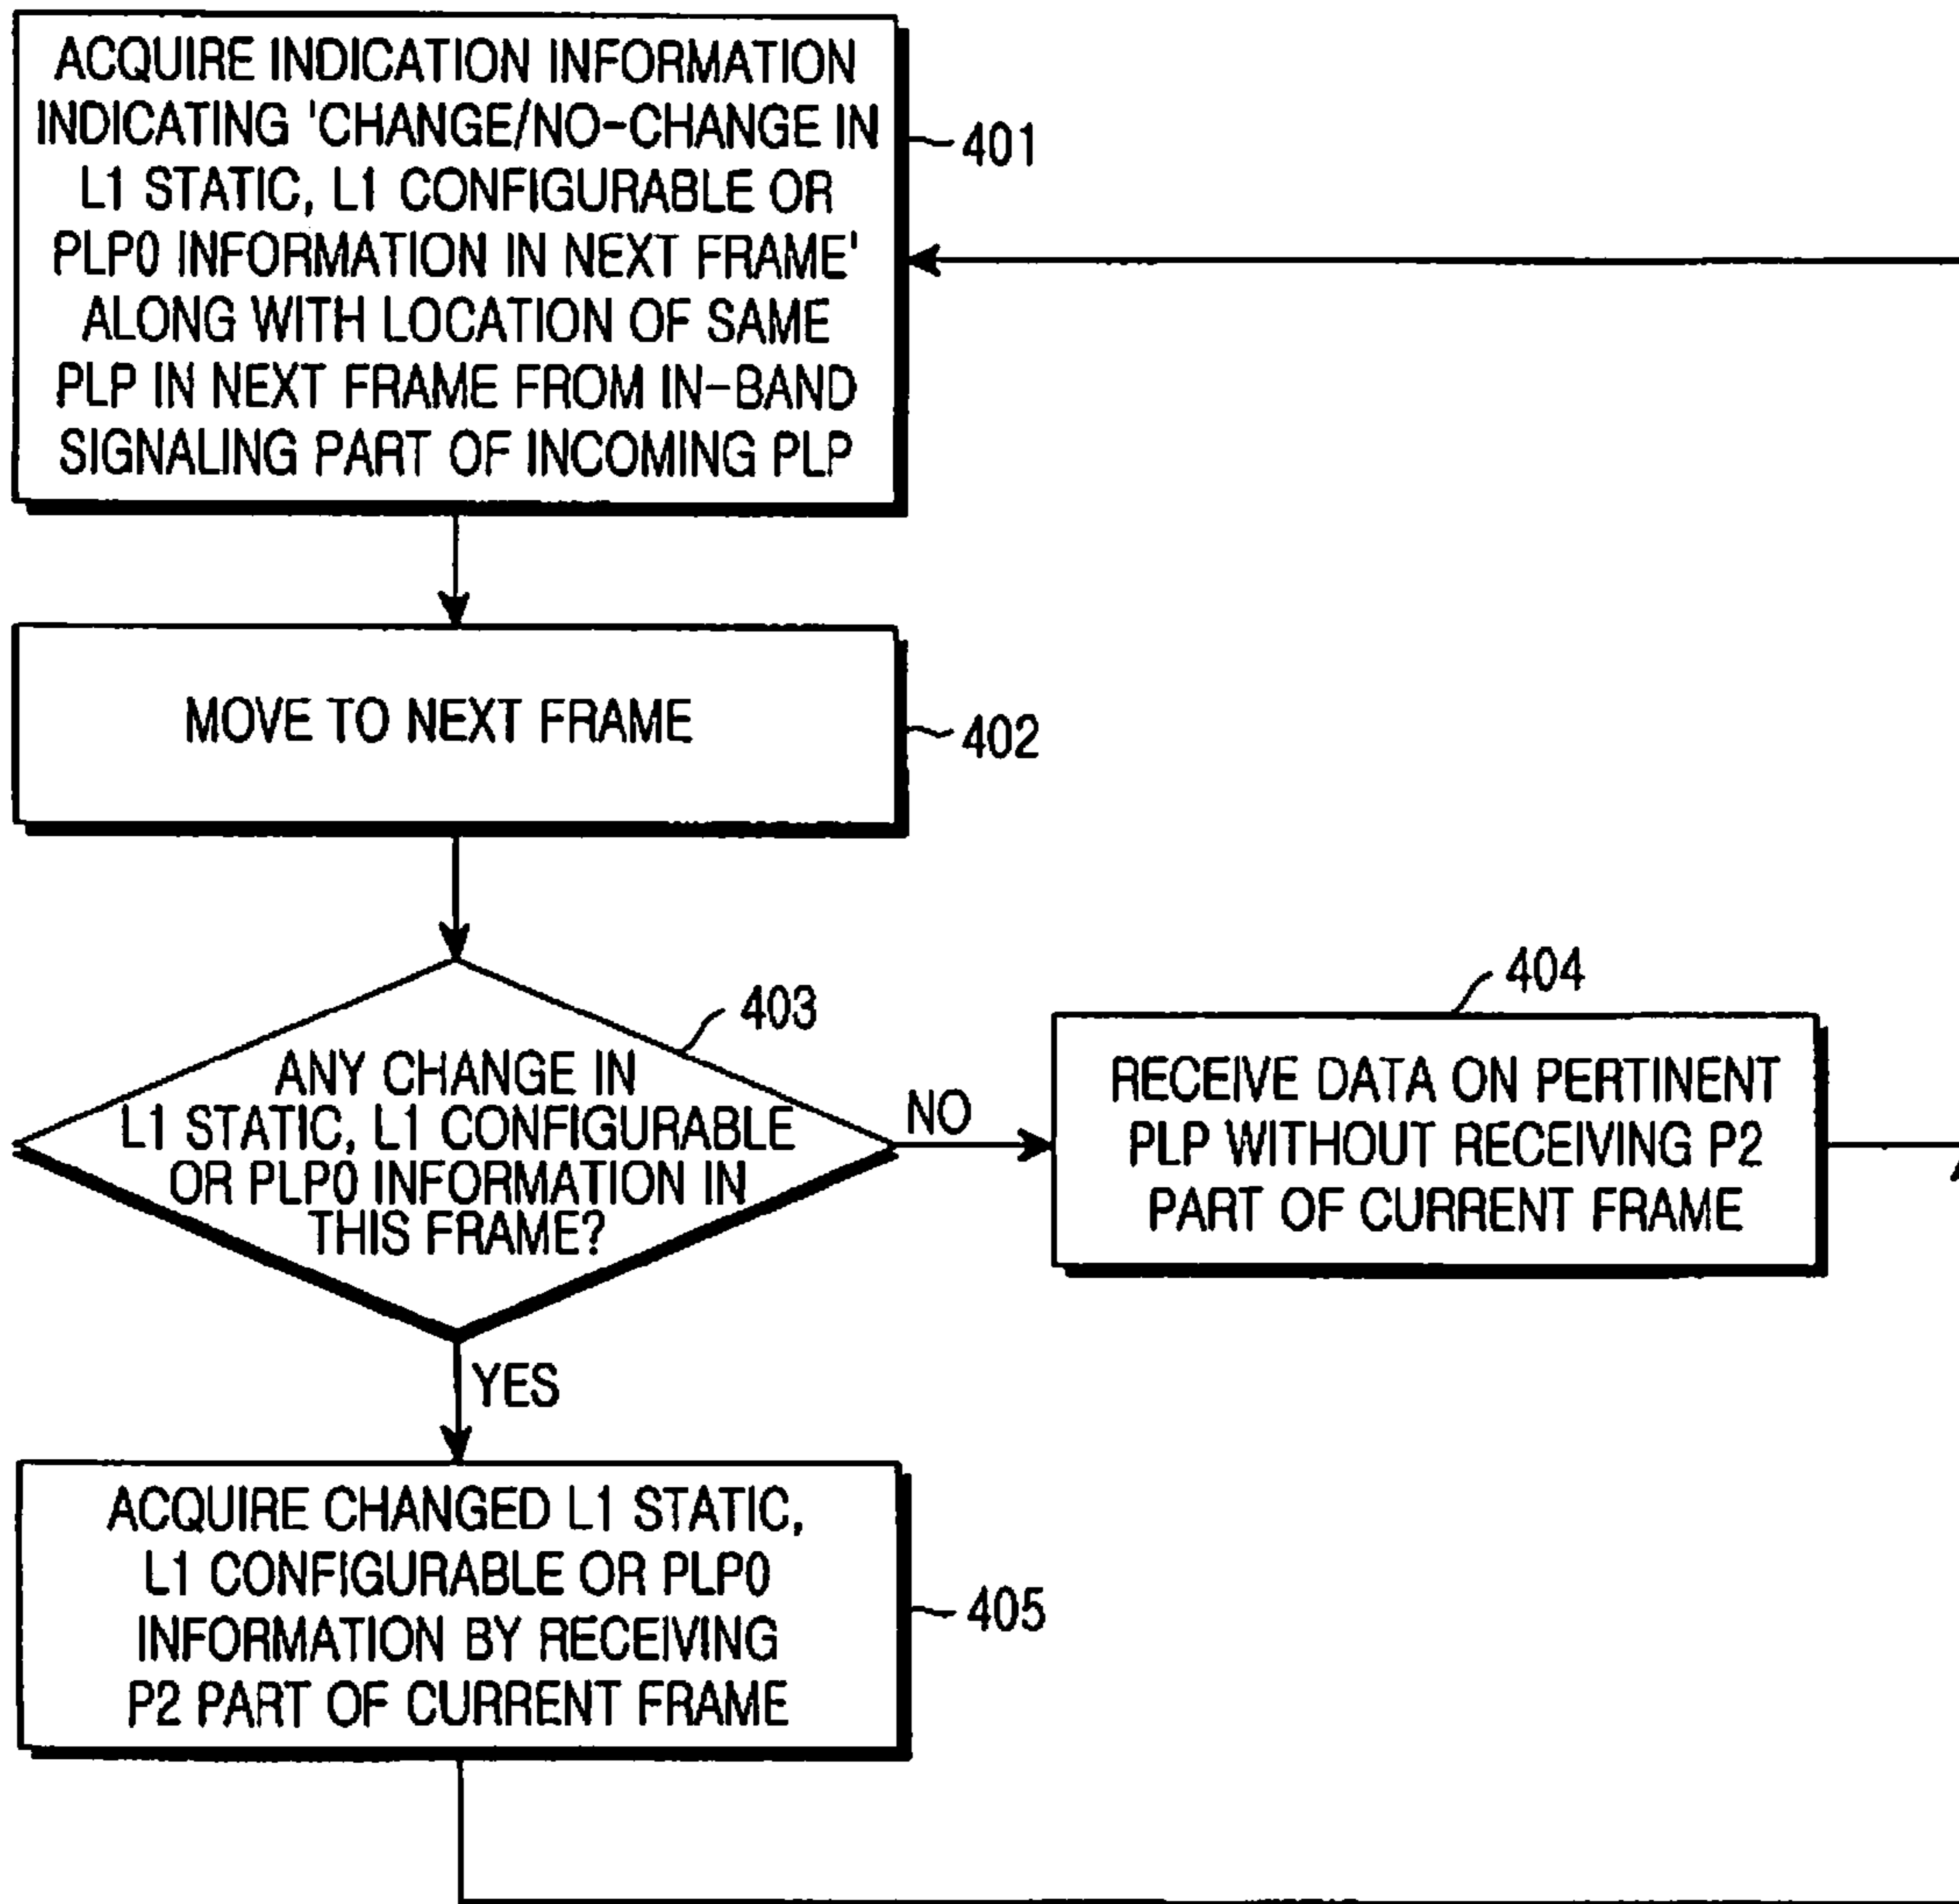 ACQUIRE INDICATION INFORMATION
INDICATING 'CHANGE/NO-CHANGE IN
L1 STATIC, L1 CONFIGURABLE OR
PLP0 INFORMATION IN NEXT FRAME'
ALONG WITH LOCATION OF SAME
PLP IN NEXT FRAME FROM IN-BAND
SIGNALING PART OF INCOMING PLP
401
MOVE TO NEXT FRAME
402
403
ANY CHANGE IN
L1 STATIC, L1 CONFIGURABLE
OR PLP0 INFORMATION IN
THIS FRAME?
NO
404
RECEIVE DATA ON PERTINENT
PLP WITHOUT RECEIVING P2
PART OF CURRENT FRAME
YES
ACQUIRE CHANGED L1 STATIC,
L1 CONFIGURABLE OR PLP0
INFORMATION BY RECEIVING
P2 PART OF CURRENT FRAME
405